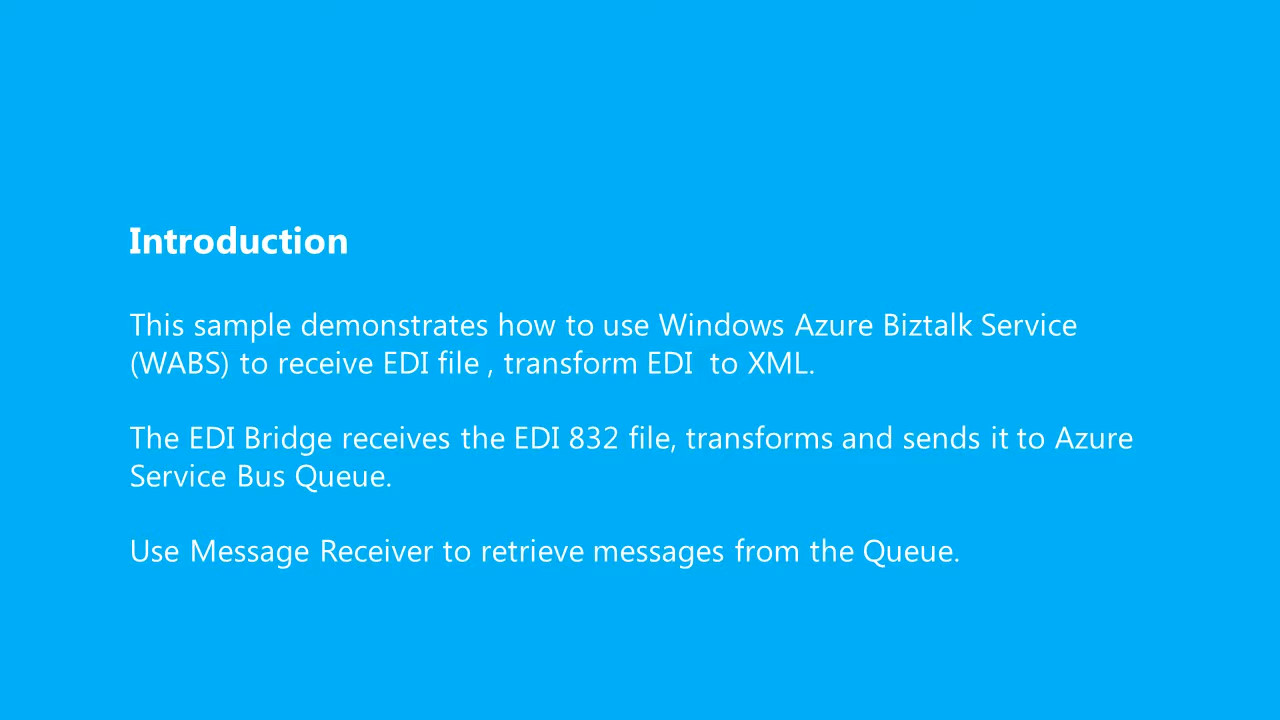 Introduction
This sample demonstrates how to use Windows Azure Biztalk Service
(WABS) to receive EDI file , transform EDI  to XML.
The EDI Bridge receives the EDI 832 file, transforms and sends it to Azure
Service Bus Queue.
Use Message Receiver to retrieve messages from the Queue.